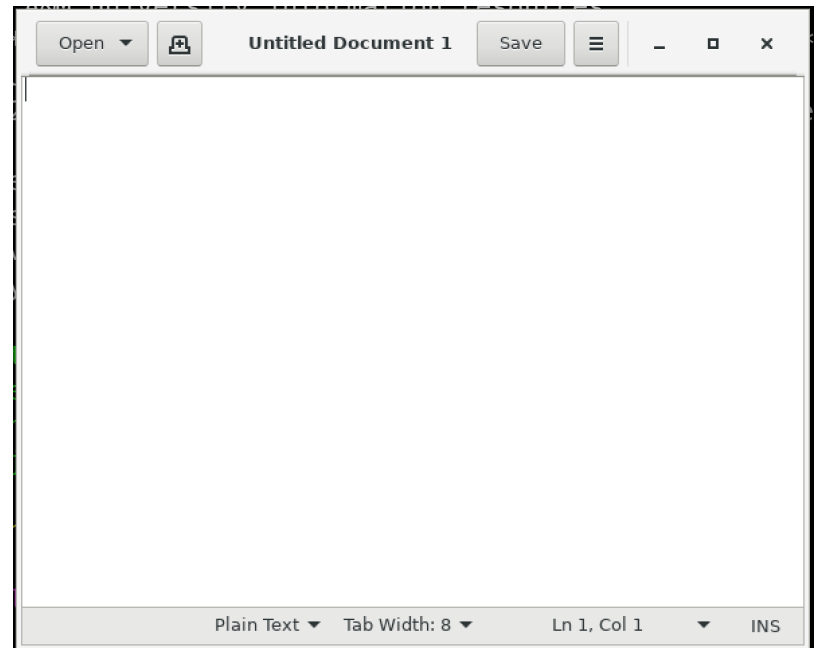 Open Untitled Document 1 Save
Plain Text Tab Width: 8 Ln 1, Col 1 INS